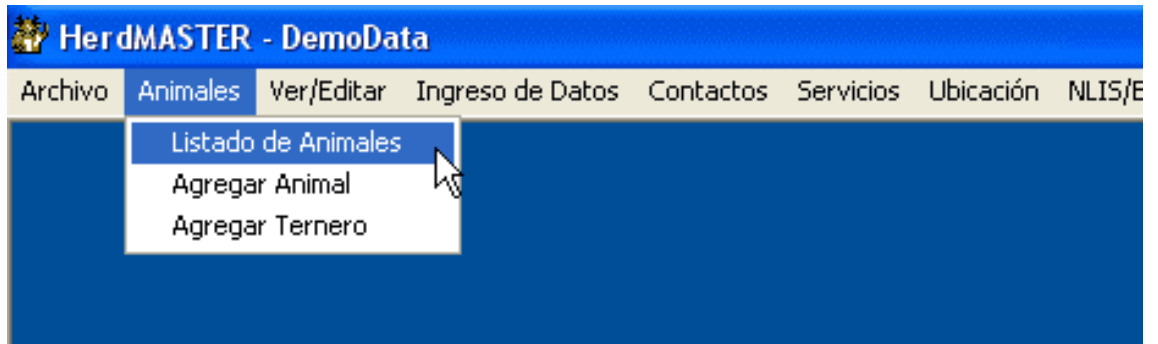 HerdMASTER - DemoData
Archivo Animales Ver/Editar Ingreso de Datos Contactos Servicios Ubicación NLIS/E
Listado de Animales
Agregar Animal
Agregar Ternero